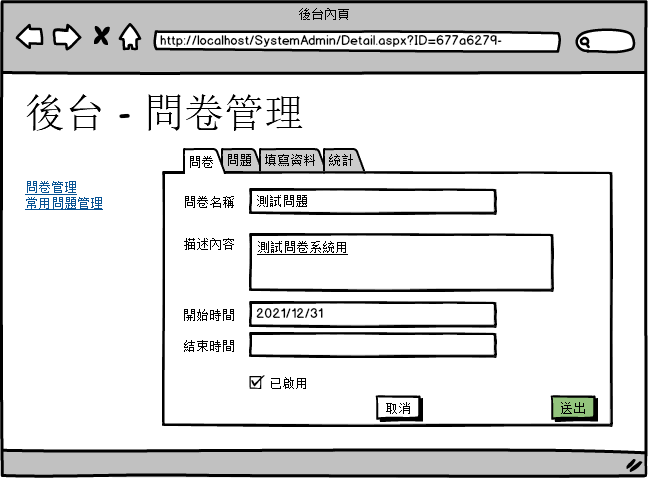 後台內頁
http://localhost/SystemAdmin/Detail.aspx?ID=677a6279-
後台 - 問卷管理
問卷 問題 填寫資料 統計
問卷管理
常用問題管理
問卷名稱 測試問題
描述內容 測試問卷系統用
開始時間 2021/12/31
結束時間
已啟用
取消 送出